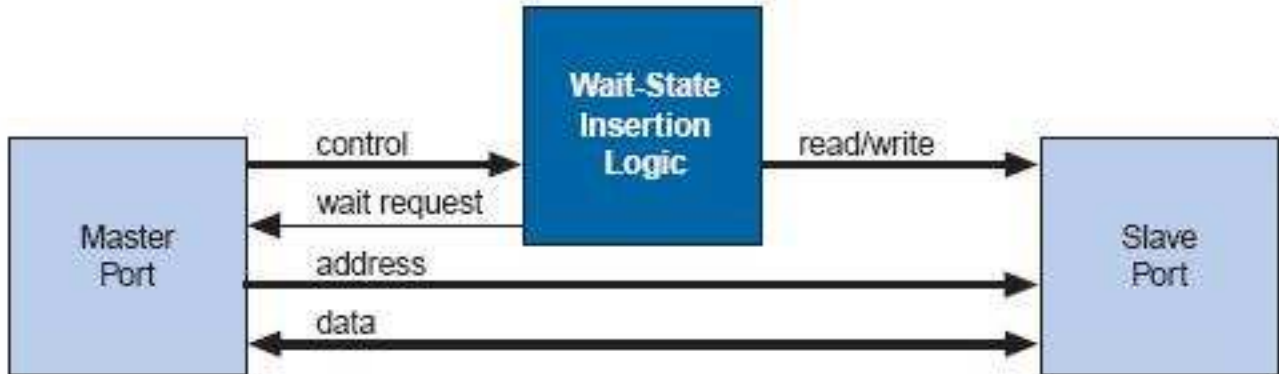 Wait-State
Insertion
Logic
control
read/write
wait request
Master
Port
address
data
Slave
Port